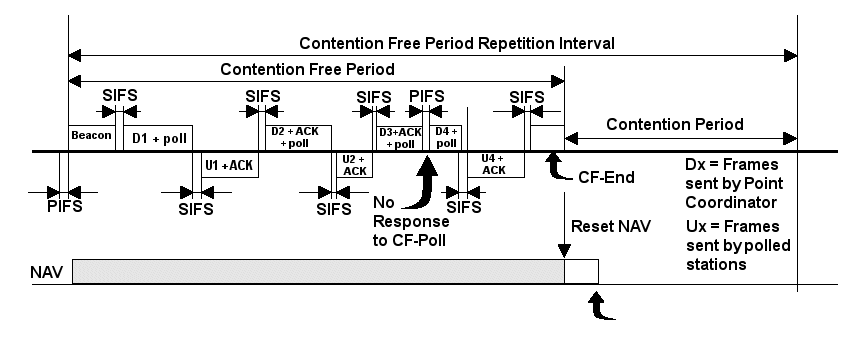 Contention Free Period Repetition Interval
Contention Free Period
SIFS
SIFS
SIFS
PIFS
SIFS
Contention Period
Beacon
D1 + poll
D2 + ACK
+ poll
D3+ACK
+ poll
D4 +
poll
U1 +ACK
U2 +
ACK
U4 +
ACK
PIFS
SIFS
SIFS
SIFS
No
Response
to CF-Poll
CF-End
Reset NAV
Dx = Frames
sent by Point
Coordinator
Ux = Frames
sent by polled
stations
NAV